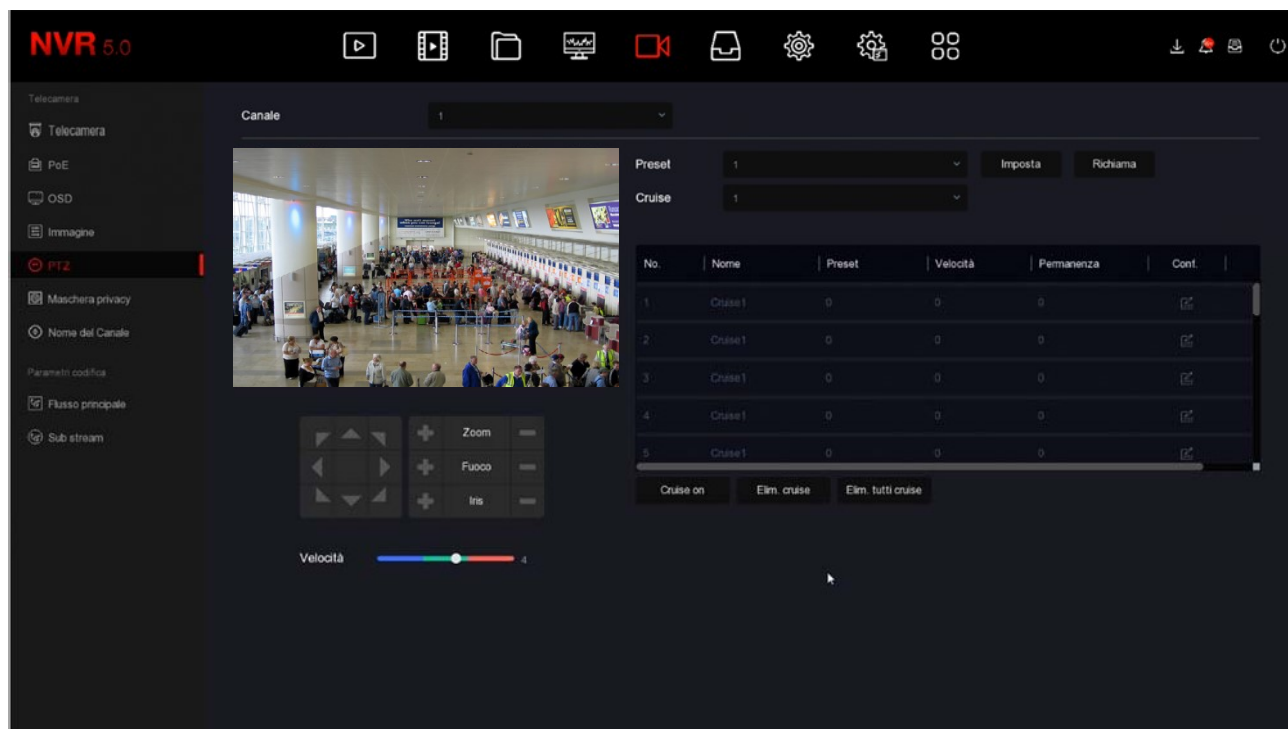 NVR 5.0
Telecamera
Telecamera
PoE
OSD
Immagine
PTZ
Maschera privacy
Nome del Canale
Parametri codifica
Flusso principale
Sub stream
Canale 1
Preset 1 Imposta Richiama
Cruise 1
No. Nome Preset Velocità Permanenza Conf.
1 Cruise1 0 0 0
2 Cruise1 0 0 0
3 Cruise1 0 0 0
4 Cruise1 0 0 0
5 Cruise1 0 0 0
Cruise on Elim. cruise Elim. tutti cruise
Zoom
Fuoco
Iris
Velocità 4